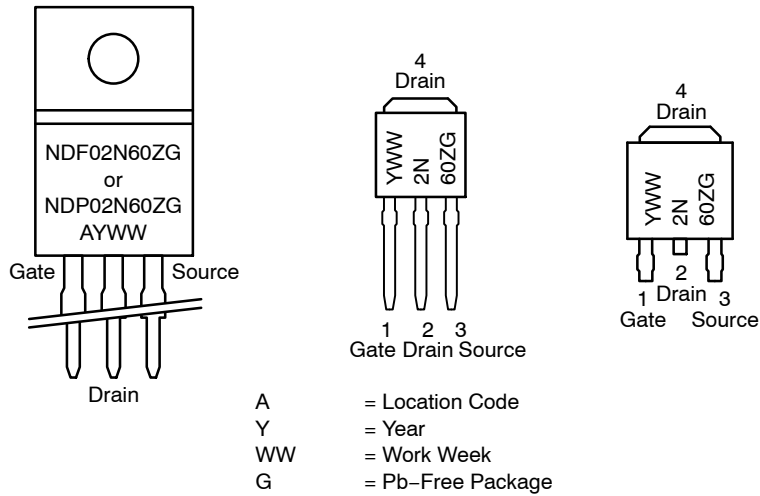 NDF02N60ZG
or
NDP02N60ZG
AYWW
Gate
Source
Drain
4
Drain
YWW
2N
60ZG
1 2 3
Gate Drain Source
4
Drain
YWW
2N
60ZG
2
1 Drain 3
Gate Source
A = Location Code
Y = Year
WW = Work Week
G = Pb−Free Package